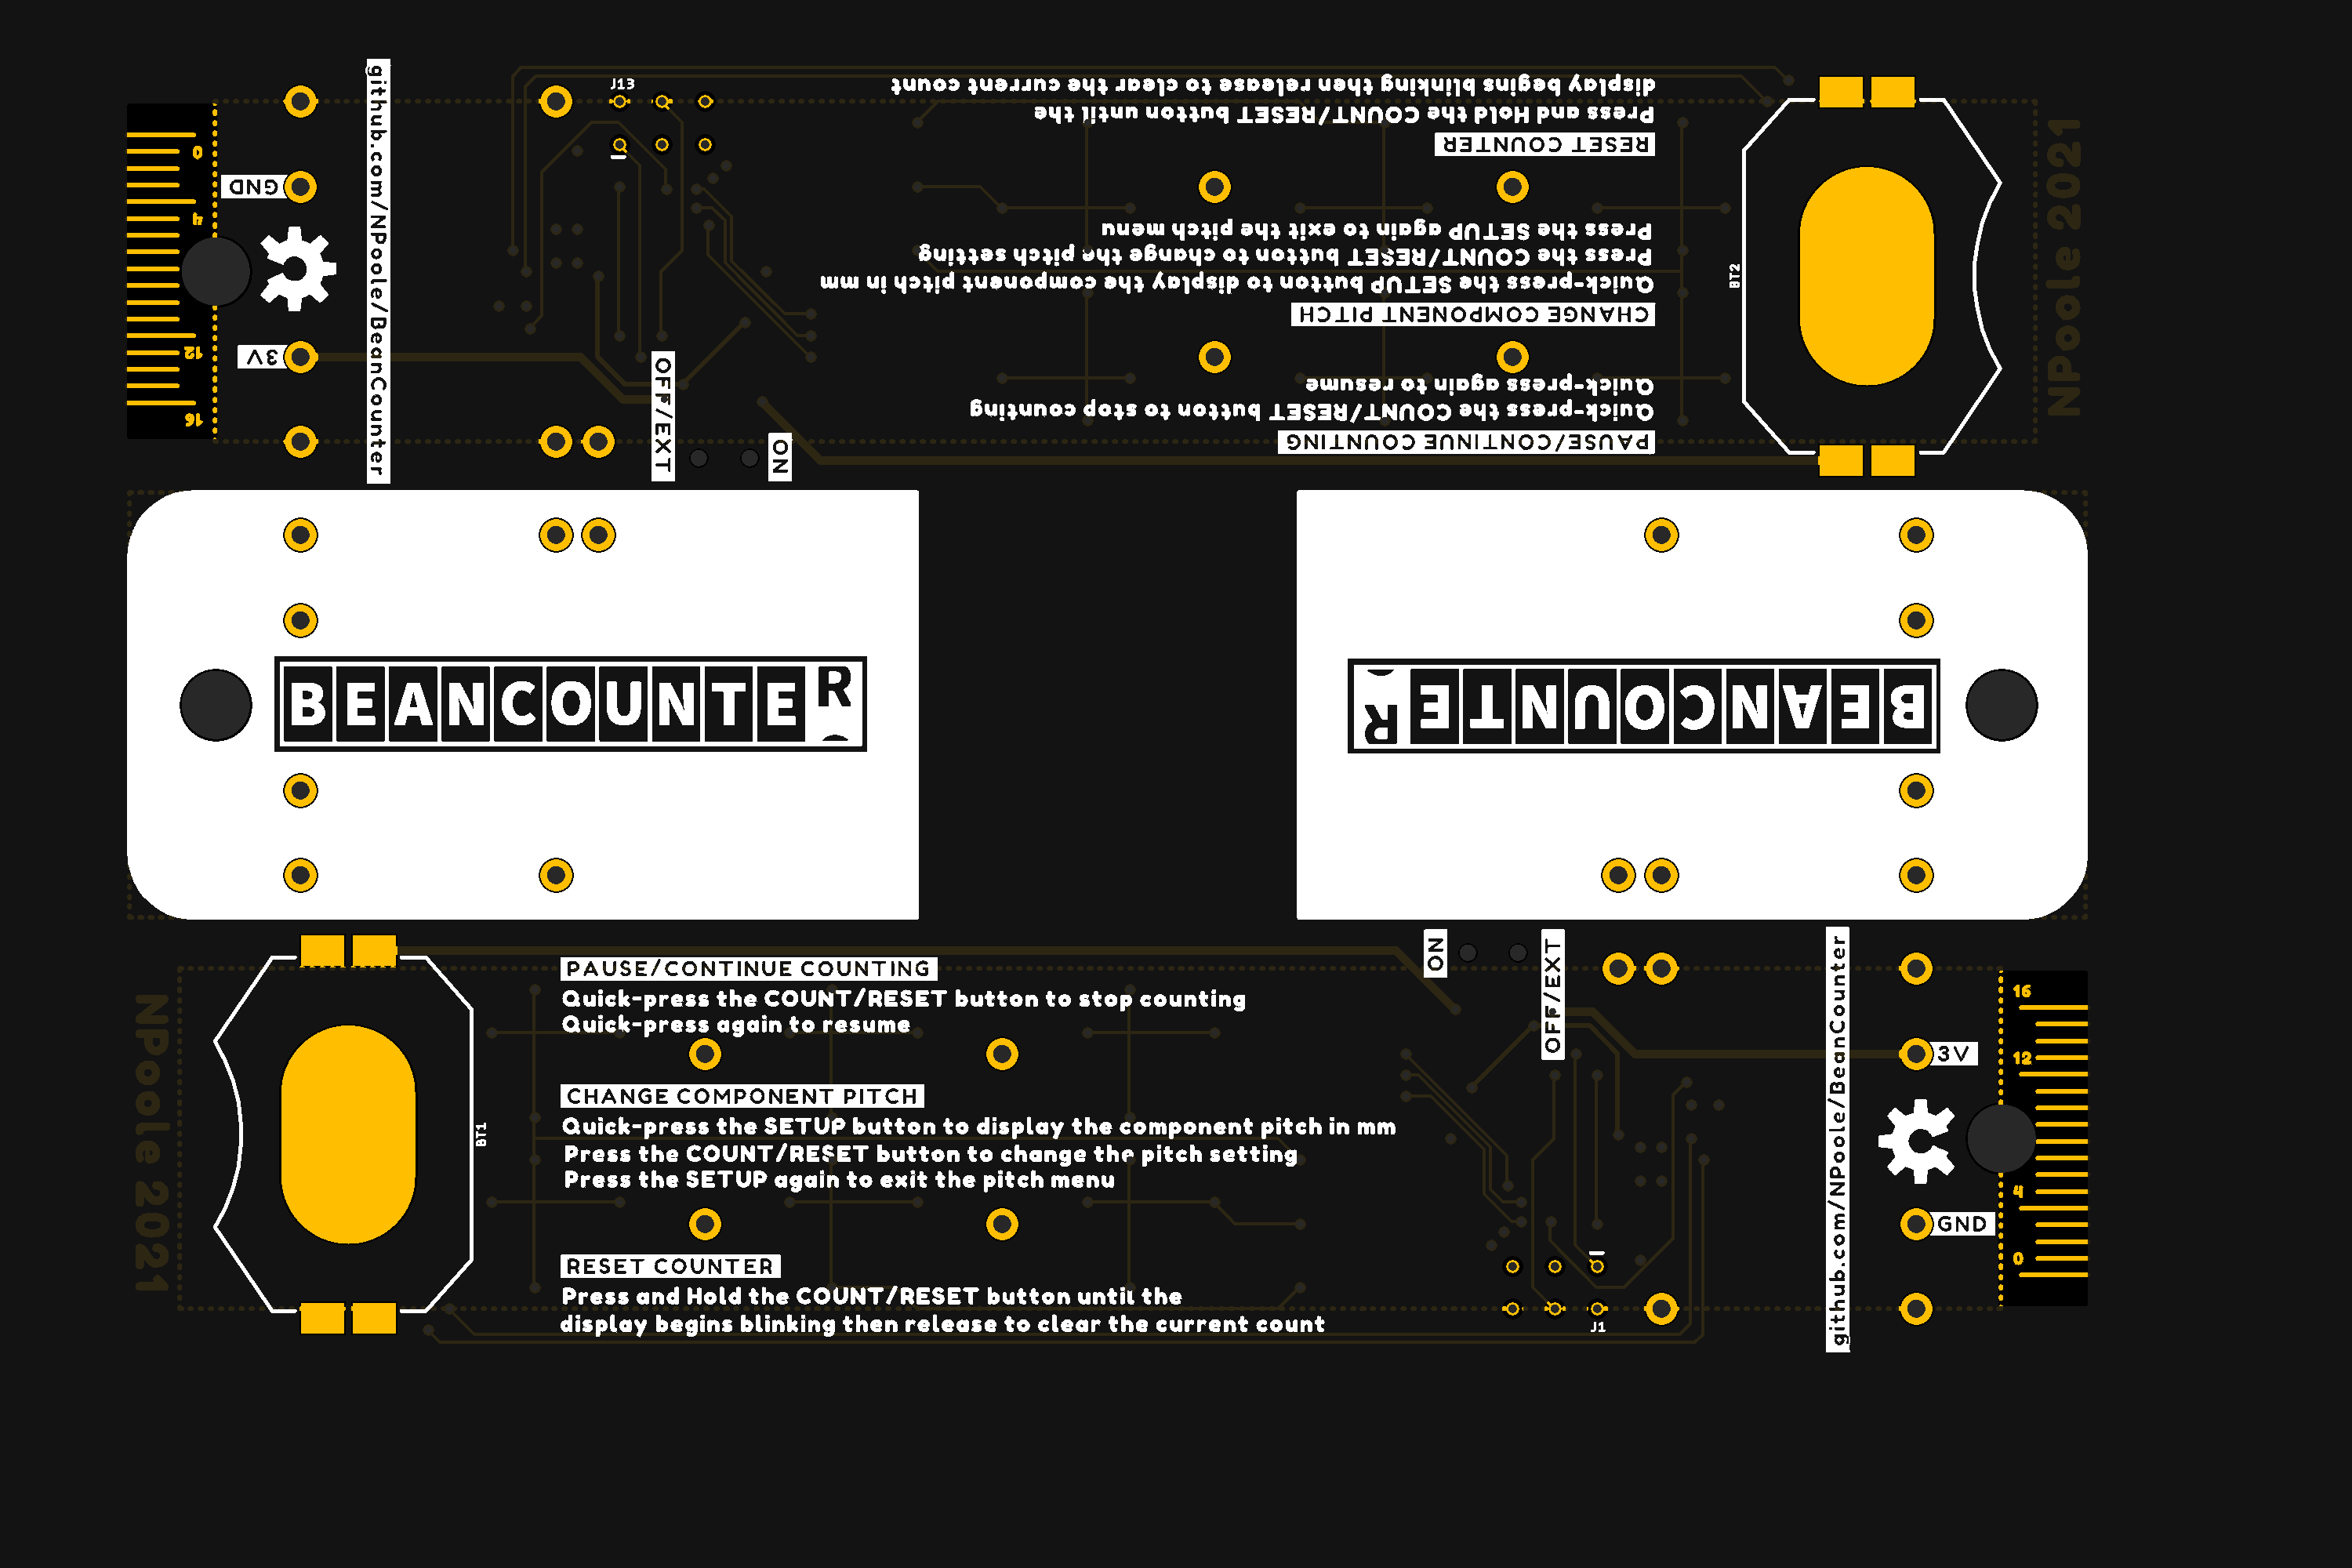 github.com/NPoole/BeanCounter
J13
display begins blinking then release to clear the current count
Press and Hold the COUNT/RESET button until the
RESET COUNTER
Press the SETUP again to exit the pitch menu
Press the COUNT/RESET button to change the pitch setting
Quick-press the SETUP button to display the component pitch in mm
CHANGE COMPONENT PITCH
Quick-press again to resume
Quick-press the COUNT/RESET button to stop counting
PAUSE/CONTINUE COUNTING
0
GND
4
3V
12
16
OFF/EXT
ON
BT2
NPoole 2021
BEANCOUNTER
BEANCOUNTER
NPoole 2021
BT1
PAUSE/CONTINUE COUNTING
Quick-press the COUNT/RESET button to stop counting
Quick-press again to resume
CHANGE COMPONENT PITCH
Quick-press the SETUP button to display the component pitch in mm
Press the COUNT/RESET button to change the pitch setting
Press the SETUP again to exit the pitch menu
RESET COUNTER
Press and Hold the COUNT/RESET button until the
display begins blinking then release to clear the current count
ON
OFF/EXT
J1
github.com/NPoole/BeanCounter
16
3V
12
4
GND
0